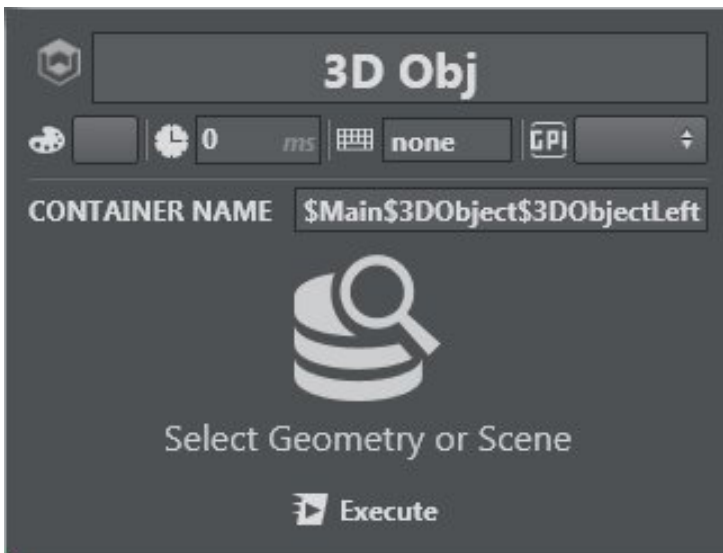 3D Obj
0 ms none GPI
CONTAINER NAME $Main$3DObject$3DObjectLeft
Select Geometry or Scene
Execute